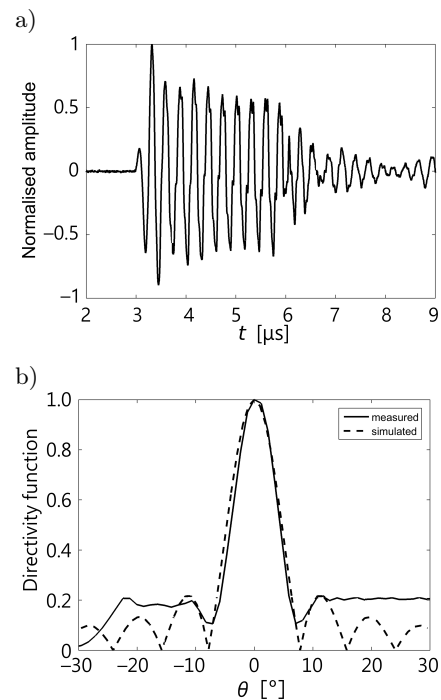 a)
Normalised amplitude
1
0.5
0
−0.5
−1
2 3 4 5 6 7 8 9
t [µs]
b)
Directivity function
1.0
0.8
0.6
0.4
0.2
0
measured
simulated
−30 −20 −10 0 10 20 30
θ [°]